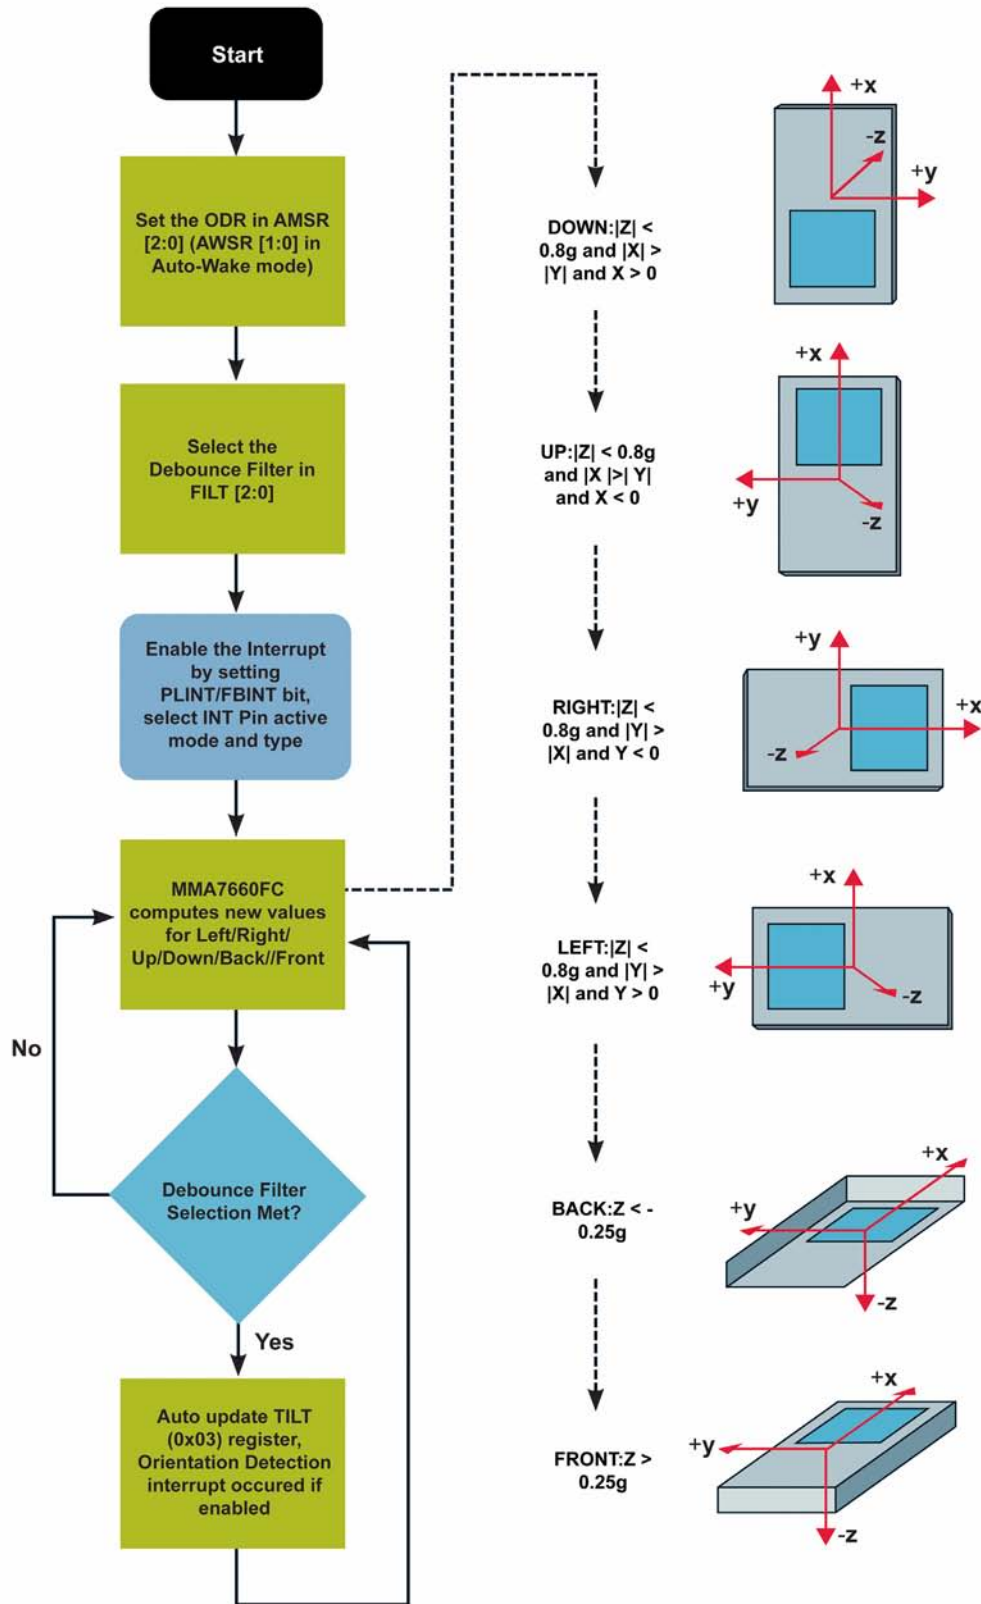 Start
Set the ODR in AMSR
[2:0] (AWSR [1:0] in
Auto-Wake mode)
Select the
Debounce Filter in
FILT [2:0]
Enable the Interrupt
by setting
PLINT/FBINT bit,
select INT Pin active
mode and type
MMA7660FC
computes new values
for Left/Right/
Up/Down/Back//Front
No
Debounce Filter
Selection Met?
Yes
Auto update TILT
(0x03) register,
Orientation Detection
interrupt occured if
enabled
DOWN:|Z| <
0.8g and |X| >
|Y| and X > 0
+x
-z
+y
UP:|Z| < 0.8g
and |X |>| Y|
and X < 0
+x
+y
-z
RIGHT:|Z| <
0.8g and |Y| >
|X| and Y < 0
+y
+x
-z
LEFT:|Z| <
0.8g and |Y| >
|X| and Y > 0
+x
+y
-z
BACK:Z < -
0.25g
+x
+y
-z
FRONT:Z >
0.25g
+x
+y
-z